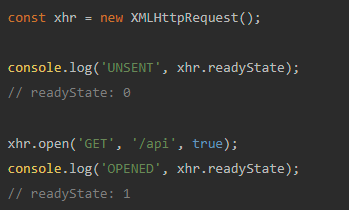 const xhr = new XMLHttpRequest();
console.log('UNSENT', xhr.readyState);
// readyState: 0
xhr.open('GET', '/api', true);
console.log('OPENED', xhr.readyState);
// readyState: 1